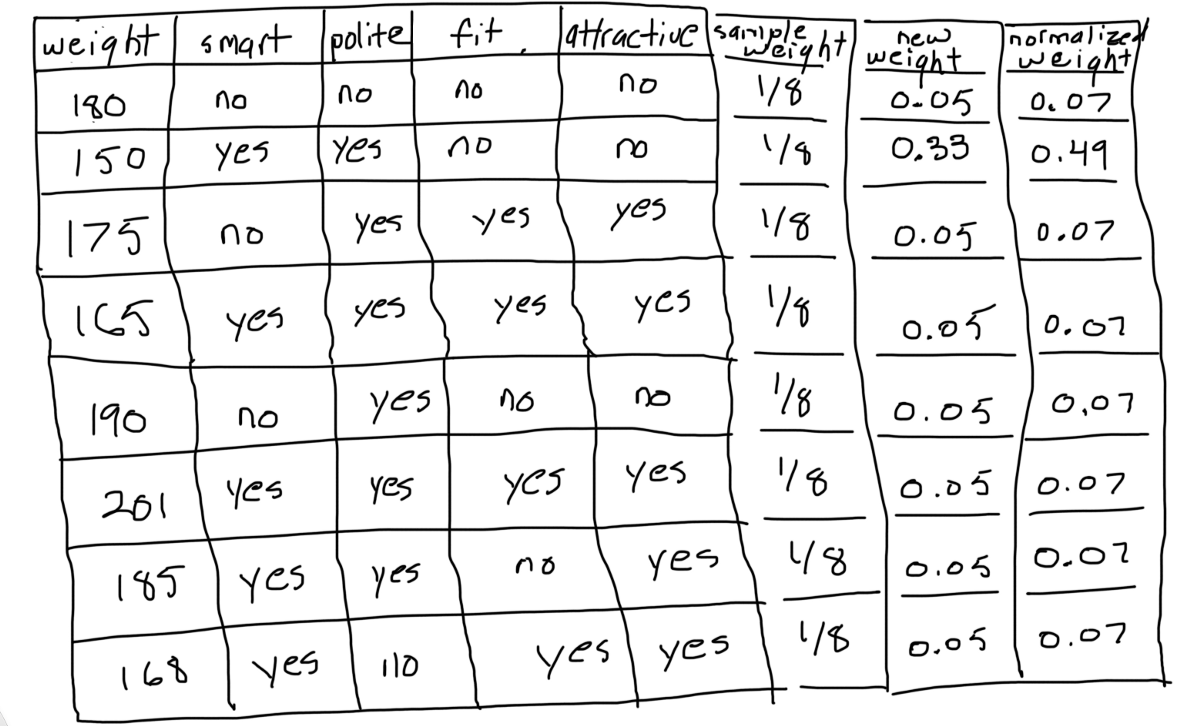 weight smart polite fit attractive sample weight new weight normalized weight
180 no no no no 1/8 0.05 0.07
150 yes yes no no 1/8 0.33 0.49
175 no yes yes yes 1/8 0.05 0.07
165 yes yes yes yes 1/8 0.05 0.07
190 no yes no no 1/8 0.05 0.07
201 yes yes yes yes 1/8 0.05 0.07
185 yes yes no yes 1/8 0.05 0.07
168 yes no yes yes 1/8 0.05 0.07